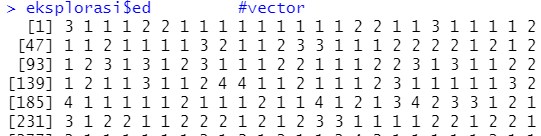 > eksplorasi$ed #vector
[1] 3 1 1 1 2 2 1 1 1 1 1 1 1 1 1 1 2 2 1 1 3 1 1 1 1 2
[47] 1 1 2 1 1 1 1 3 2 1 1 2 3 3 1 1 1 2 2 2 2 1 2 1 2
[93] 1 2 3 1 3 1 2 3 1 1 1 2 2 1 1 1 2 2 3 1 3 1 1 2 2
[139] 1 2 1 1 3 1 1 2 4 4 1 1 2 1 1 1 2 3 1 1 1 1 1 3 2
[185] 4 1 1 1 1 1 2 1 1 1 2 1 1 4 1 2 1 3 4 2 3 3 1 2 1
[231] 3 1 2 2 1 1 2 2 2 1 2 1 2 3 3 1 1 1 1 2 2 1 2 2 1